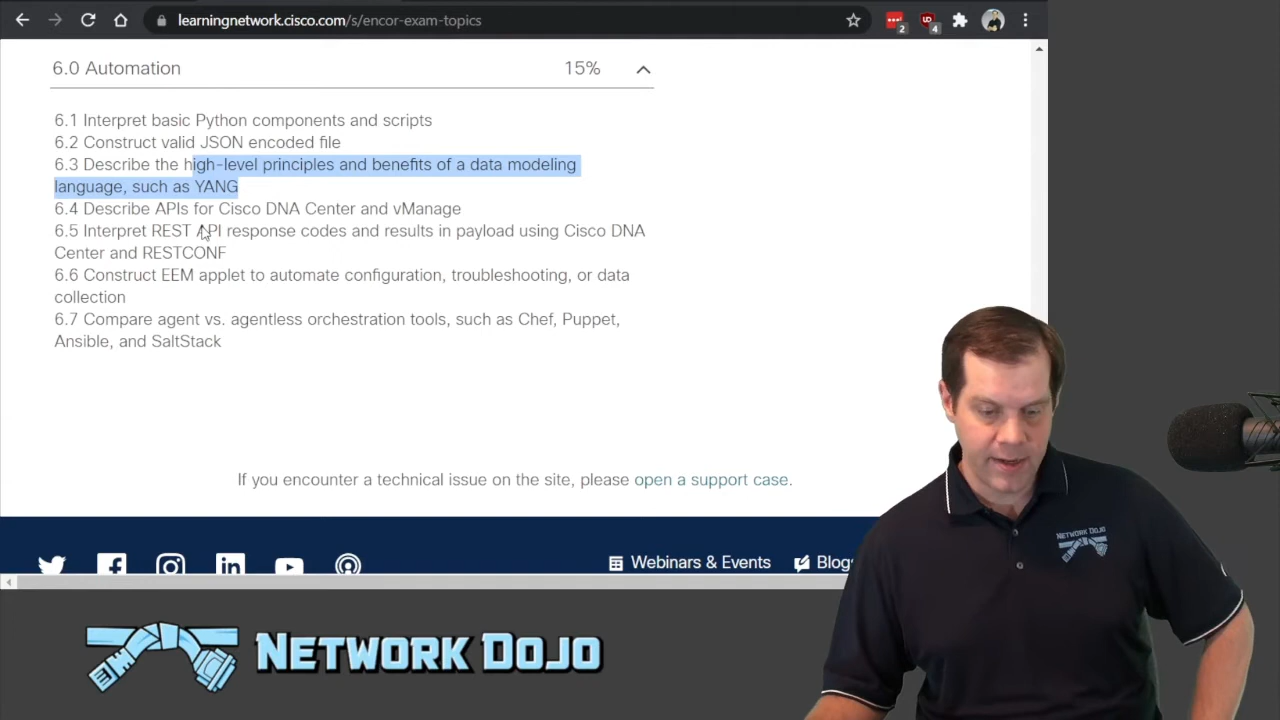 learningnetwork.cisco.com/s/encor-exam-topics
2
4
6.0 Automation 15%
6.1 Interpret basic Python components and scripts
6.2 Construct valid JSON encoded file
6.3 Describe the high-level principles and benefits of a data modeling
language, such as YANG
6.4 Describe APIs for Cisco DNA Center and vManage
6.5 Interpret REST API response codes and results in payload using Cisco DNA
Center and RESTCONF
6.6 Construct EEM applet to automate configuration, troubleshooting, or data
collection
6.7 Compare agent vs. agentless orchestration tools, such as Chef, Puppet,
Ansible, and SaltStack
If you encounter a technical issue on the site, please open a support case.
Webinars & Events
Blogs
NETWORK DOJO
NETWORK DOJO